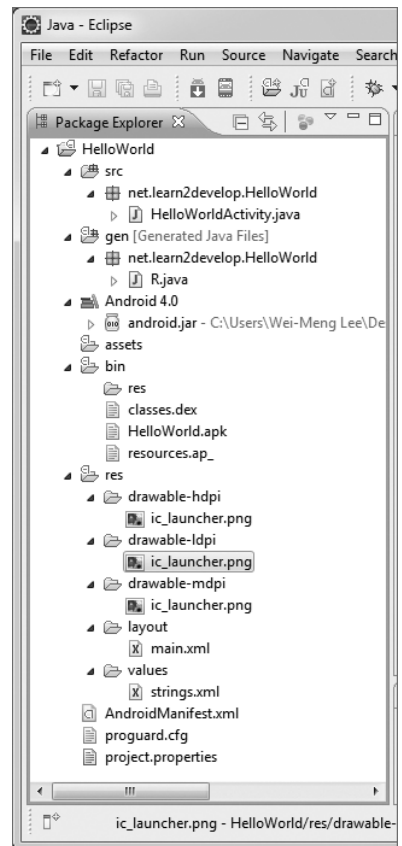 Java - Eclipse
File Edit Refactor Run Source Navigate Search
Package Explorer
HelloWorld
src
net.learn2develop.HelloWorld
HelloWorldActivity.java
gen [Generated Java Files]
net.learn2develop.HelloWorld
R.java
Android 4.0
android.jar - C:\Users\Wei-Meng Lee\De
assets
bin
res
classes.dex
HelloWorld.apk
resources.ap_
res
drawable-hdpi
ic_launcher.png
drawable-ldpi
ic_launcher.png
drawable-mdpi
ic_launcher.png
layout
main.xml
values
strings.xml
AndroidManifest.xml
proguard.cfg
project.properties
ic_launcher.png - HelloWorld/res/drawable-